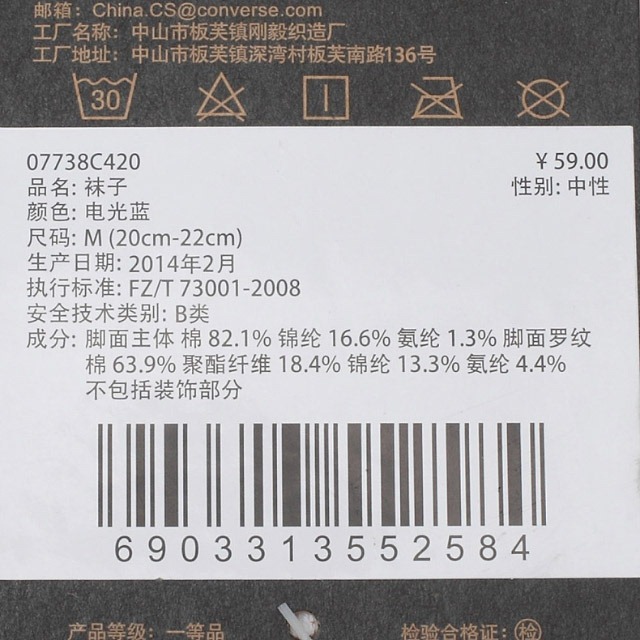 邮箱: China.CS@converse.com
工厂名称: 中山市板芙镇刚毅织造厂
工厂地址: 中山市板芙镇深湾村板芙南路136号
30
07738C420 ¥ 59.00
品名: 袜子 性别: 中性
颜色: 电光蓝
尺码: M (20cm-22cm)
生产日期: 2014年2月
执行标准: FZ/T 73001-2008
安全技术类别: B类
成分: 脚面主体 棉 82.1% 锦纶 16.6% 氨纶 1.3% 脚面罗纹
棉 63.9% 聚酯纤维 18.4% 锦纶 13.3% 氨纶 4.4%
不包括装饰部分
6903313552584
产品等级: 一等品 检验合格证: 检